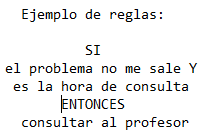 Ejemplo de reglas:
SI
el problema no me sale Y
es la hora de consulta
ENTONCES
consultar al profesor